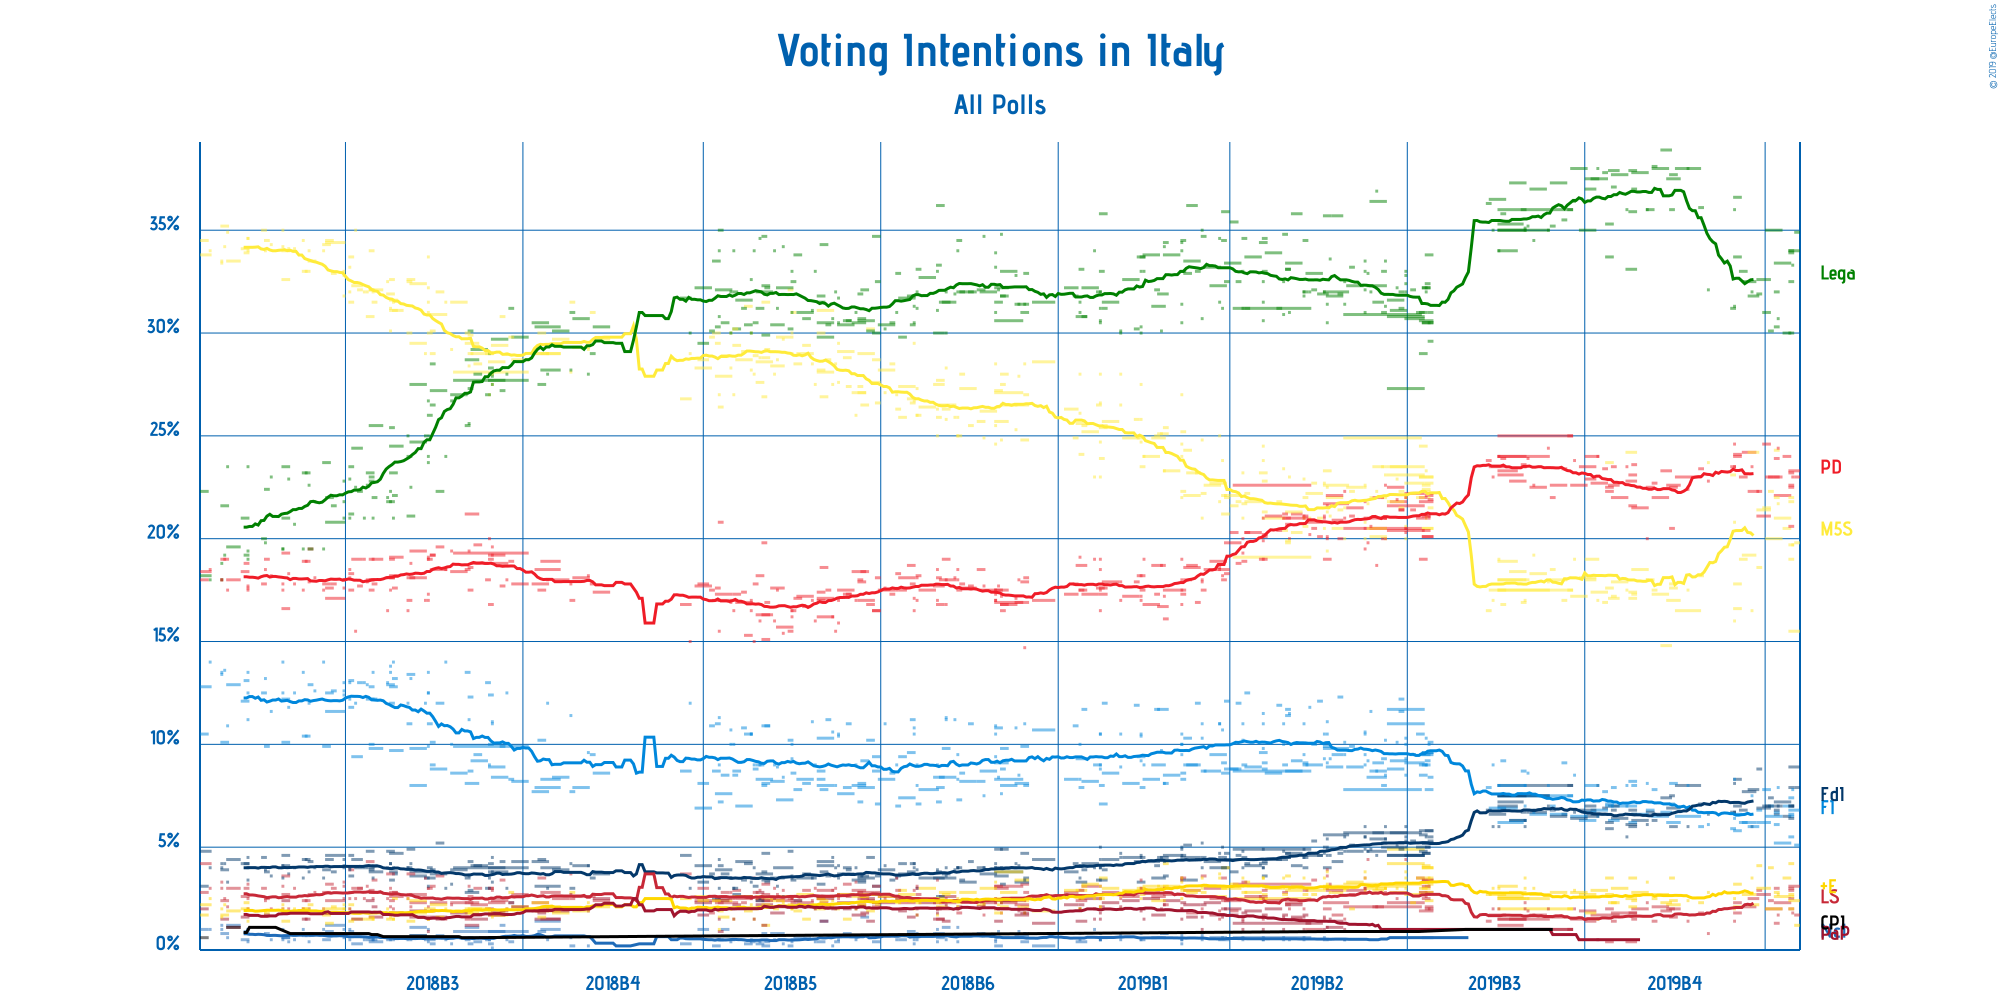 © 2019 @EuropeElects
Voting Intentions in Italy
All Polls
35%
30%
25%
20%
15%
10%
5%
0%
Lega
PD
M5S
FdI
FI
+E
LS
CPI
PaP
2018B3 2018B4 2018B5 2018B6 2019B1 2019B2 2019B3 2019B4